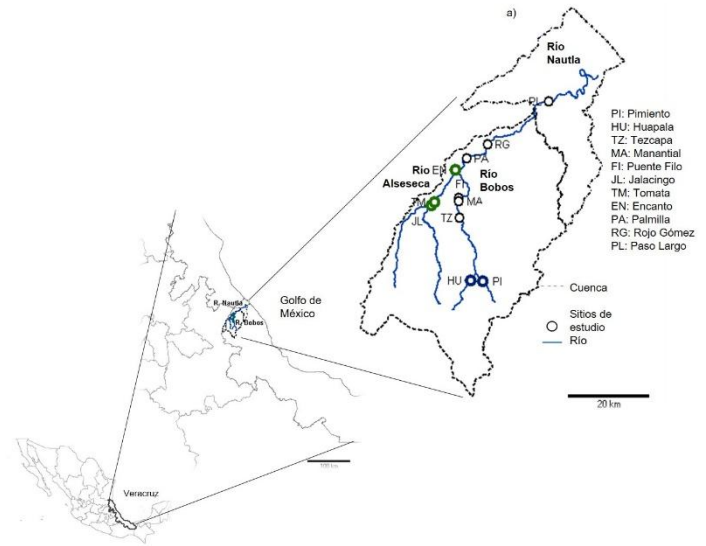 a)
Río
Nautla
PL
RG
PA
EN
Río
Alseseca
Río
Bobos
FI
MA
TM
TZ
JL
HU
PI
PI: Pimiento
HU: Huapala
TZ: Tezcapa
MA: Manantial
FI: Puente Filo
JL: Jalacingo
TM: Tomata
EN: Encanto
PA: Palmilla
RG: Rojo Gómez
PL: Paso Largo
Cuenca
Sitios de
estudio
Río
20 km
R. Nautla
R. Bobos
Golfo de
México
100 km
Veracruz